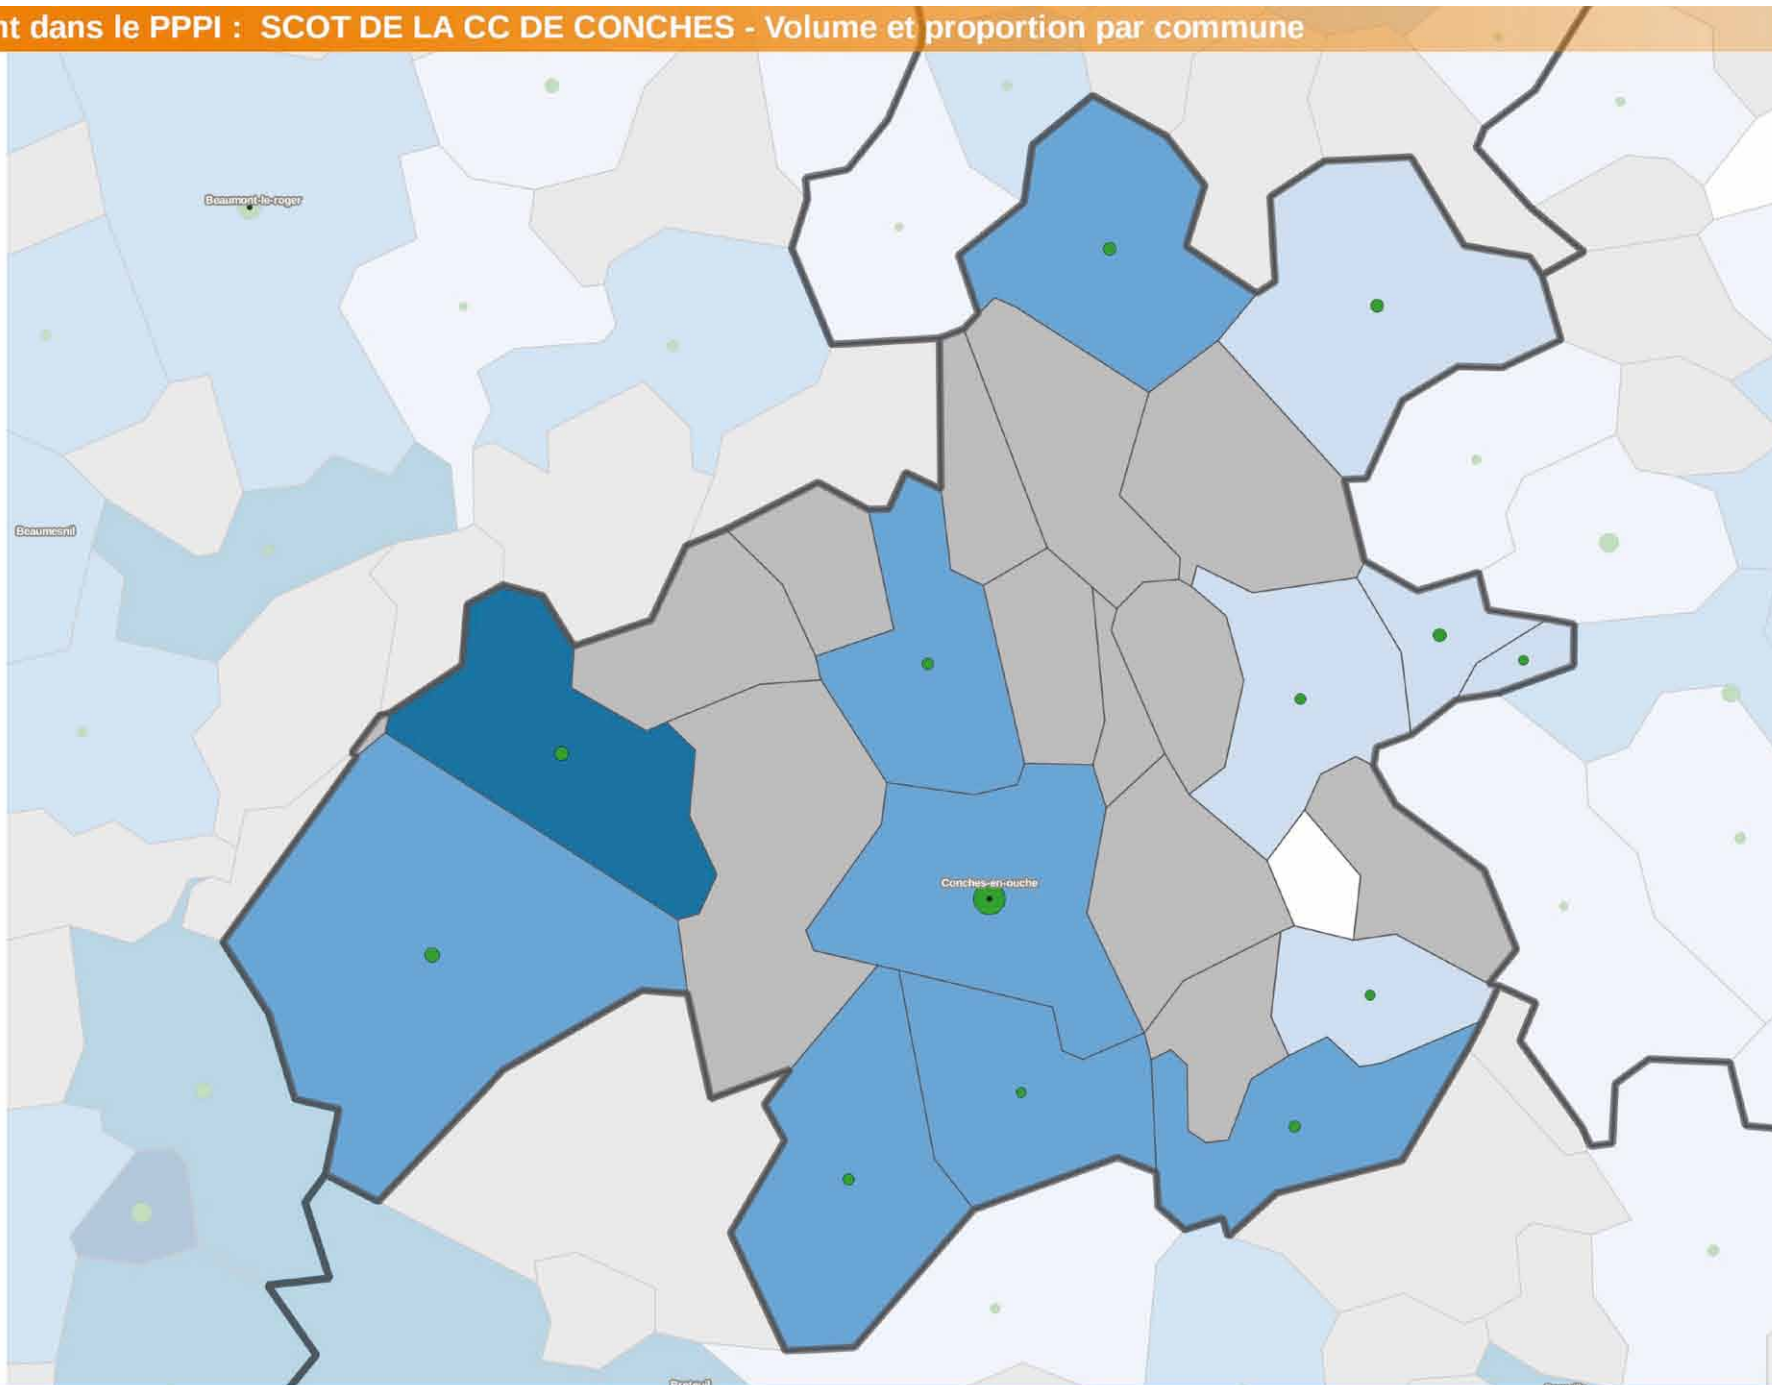 nt dans le PPPI : SCOT DE LA CC DE CONCHES - Volume et proportion par commune
Beaumont-le-roger
Beaumesnil
Conches-en-ouche